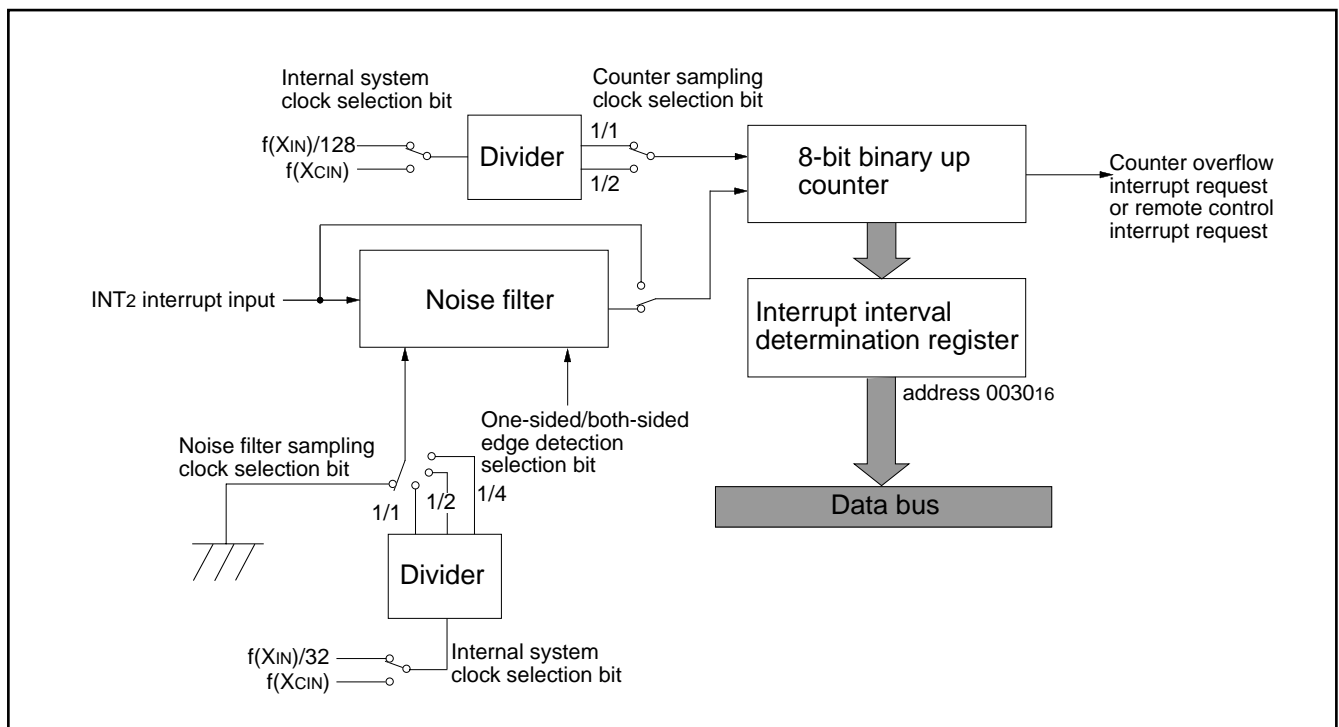 Internal system
clock selection bit
Counter sampling
clock selection bit
f(XIN)/128
f(XCIN)
Divider
1/1
1/2
8-bit binary up
counter
Counter overflow
interrupt request
or remote control
interrupt request
INT2 interrupt input
Noise filter
Interrupt interval
determination register
address 003016
One-sided/both-sided
edge detection
selection bit
Noise filter sampling
clock selection bit
1/1
1/2
1/4
Data bus
Divider
f(XIN)/32
f(XCIN)
Internal system
clock selection bit